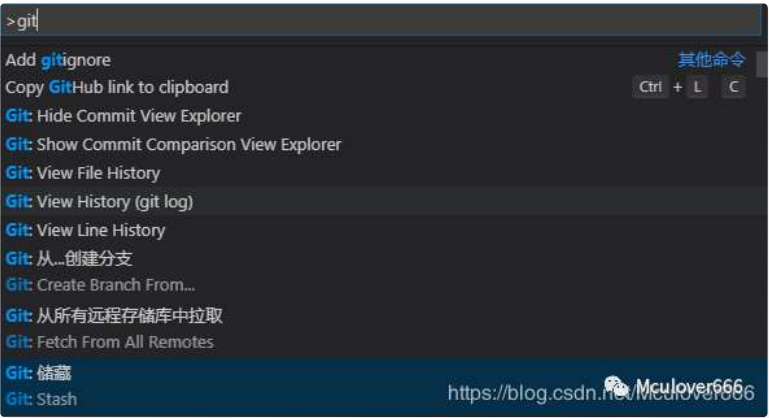 >git
Add gitignore 其他命令
Copy GitHub link to clipboard Ctrl + L C
Git: Hide Commit View Explorer
Git: Show Commit Comparison View Explorer
Git: View File History
Git: View History (git log)
Git: View Line History
Git: 从...创建分支
Git: Create Branch From...
Git: 从所有远程存储库中拉取
Git: Fetch From All Remotes
Git: 储藏
Git: Stash
Mculover666
https://blog.csdn.net/Mculover666